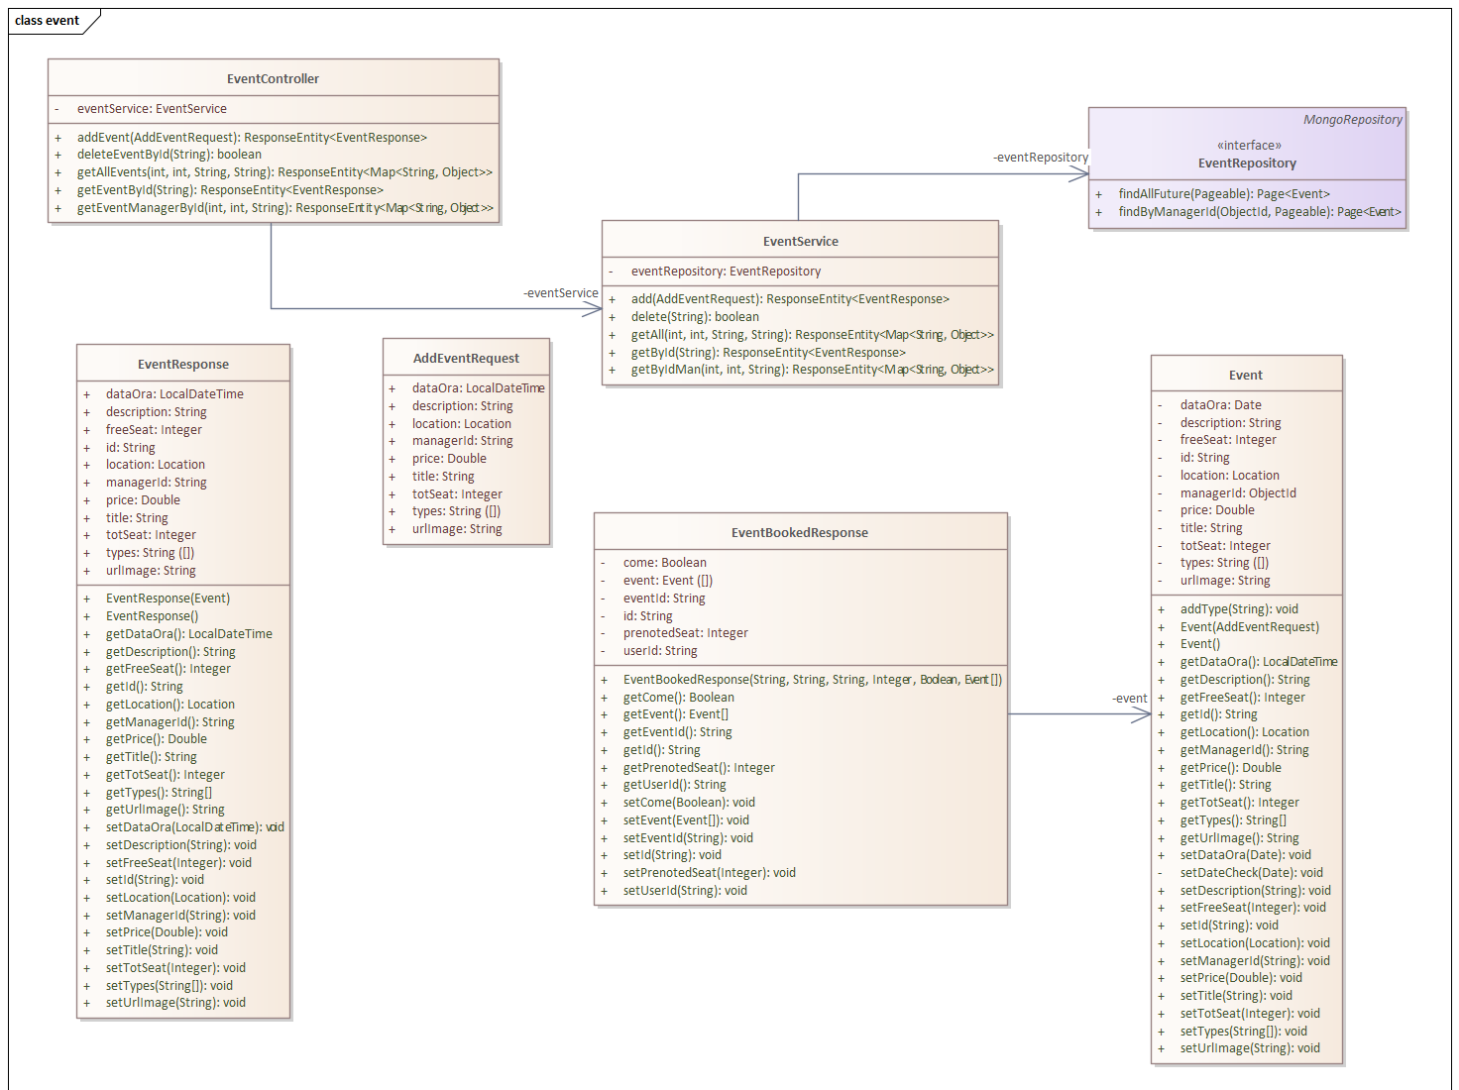 class event
EventController
- eventService: EventService
+ addEvent(AddEventRequest): ResponseEntity<EventResponse>
+ deleteEventById(String): boolean
+ getAllEvents(int, int, String, String): ResponseEntity<Map<String, Object>>
+ getEventById(String): ResponseEntity<EventResponse>
+ getEventManagerById(int, int, String): ResponseEntity<Map<String, Object>>
MongoRepository
«interface»
EventRepository
+ findAllFuture(Pageable): Page<Event>
+ findByManagerId(ObjectId, Pageable): Page<Event>
-eventRepository
EventService
- eventRepository: EventRepository
+ add(AddEventRequest): ResponseEntity<EventResponse>
+ delete(String): boolean
+ getAll(int, int, String, String): ResponseEntity<Map<String, Object>>
+ getById(String): ResponseEntity<EventResponse>
+ getByIdMan(int, int, String): ResponseEntity<Map<String, Object>>
-eventService
EventResponse
+ dataOra: LocalDateTime
+ description: String
+ freeSeat: Integer
+ id: String
+ location: Location
+ managerId: String
+ price: Double
+ title: String
+ totSeat: Integer
+ types: String ([])
+ urlImage: String
+ EventResponse(Event)
+ EventResponse()
+ getDataOra(): LocalDateTime
+ getDescription(): String
+ getFreeSeat(): Integer
+ getId(): String
+ getLocation(): Location
+ getManagerId(): String
+ getPrice(): Double
+ getTitle(): String
+ getTotSeat(): Integer
+ getTypes(): String[]
+ getUrlImage(): String
+ setDataOra(LocalDateTime): void
+ setDescription(String): void
+ setFreeSeat(Integer): void
+ setId(String): void
+ setLocation(Location): void
+ setManagerId(String): void
+ setPrice(Double): void
+ setTitle(String): void
+ setTotSeat(Integer): void
+ setTypes(String[]): void
+ setUrlImage(String): void
AddEventRequest
+ dataOra: LocalDateTime
+ description: String
+ location: Location
+ managerId: String
+ price: Double
+ title: String
+ totSeat: Integer
+ types: String ([])
+ urlImage: String
EventBookedResponse
- come: Boolean
- event: Event ([])
- eventId: String
- id: String
- prenotedSeat: Integer
- userId: String
+ EventBookedResponse(String, String, String, Integer, Boolean, Event[])
+ getCome(): Boolean
+ getEvent(): Event[]
+ getEventId(): String
+ getId(): String
+ getPrenotedSeat(): Integer
+ getUserId(): String
+ setCome(Boolean): void
+ setEvent(Event[]): void
+ setEventId(String): void
+ setId(String): void
+ setPrenotedSeat(Integer): void
+ setUserId(String): void
-event
Event
- dataOra: Date
- description: String
- freeSeat: Integer
- id: String
- location: Location
- managerId: ObjectId
- price: Double
- title: String
- totSeat: Integer
- types: String ([])
- urlImage: String
+ addType(String): void
+ Event(AddEventRequest)
+ Event()
+ getDataOra(): LocalDateTime
+ getDescription(): String
+ getFreeSeat(): Integer
+ getId(): String
+ getLocation(): Location
+ getManagerId(): String
+ getPrice(): Double
+ getTitle(): String
+ getTotSeat(): Integer
+ getTypes(): String[]
+ getUrlImage(): String
+ setDataOra(Date): void
- setDateCheck(Date): void
+ setDescription(String): void
+ setFreeSeat(Integer): void
+ setId(String): void
+ setLocation(Location): void
+ setManagerId(String): void
+ setPrice(Double): void
+ setTitle(String): void
+ setTotSeat(Integer): void
+ setTypes(String[]): void
+ setUrlImage(String): void